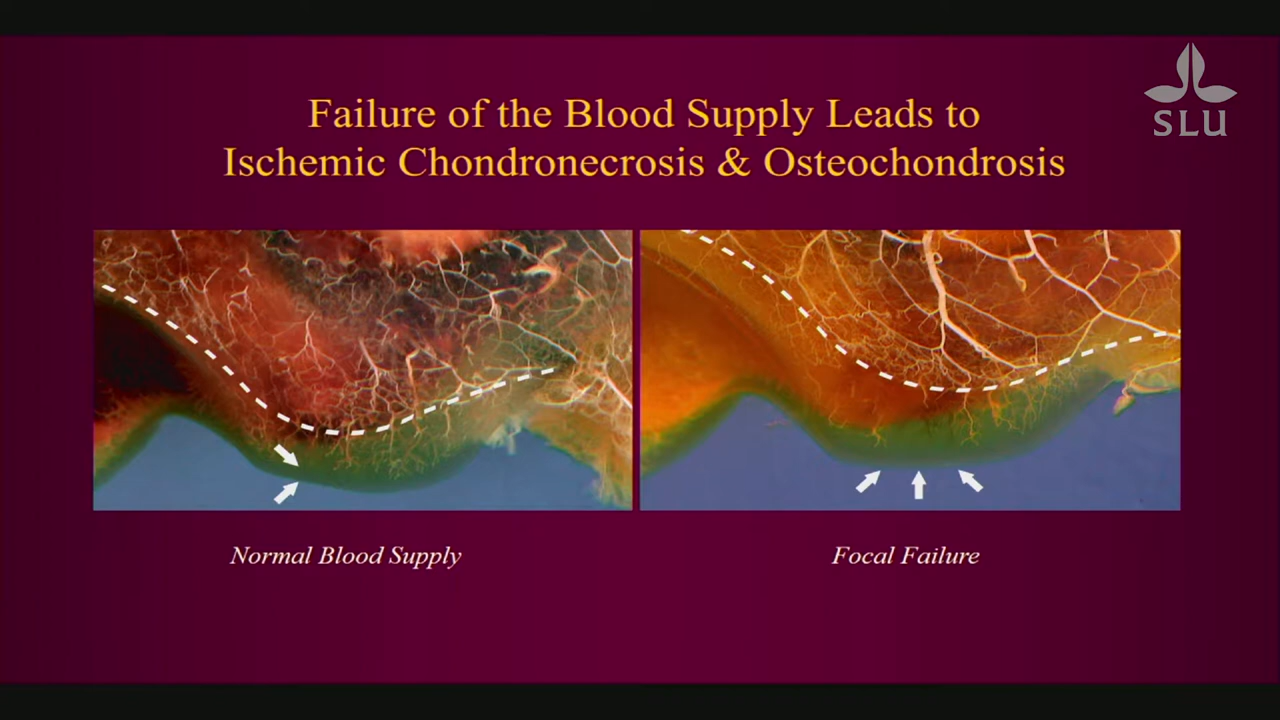 SLU
Failure of the Blood Supply Leads to
Ischemic Chondronecrosis & Osteochondrosis
Normal Blood Supply
Focal Failure